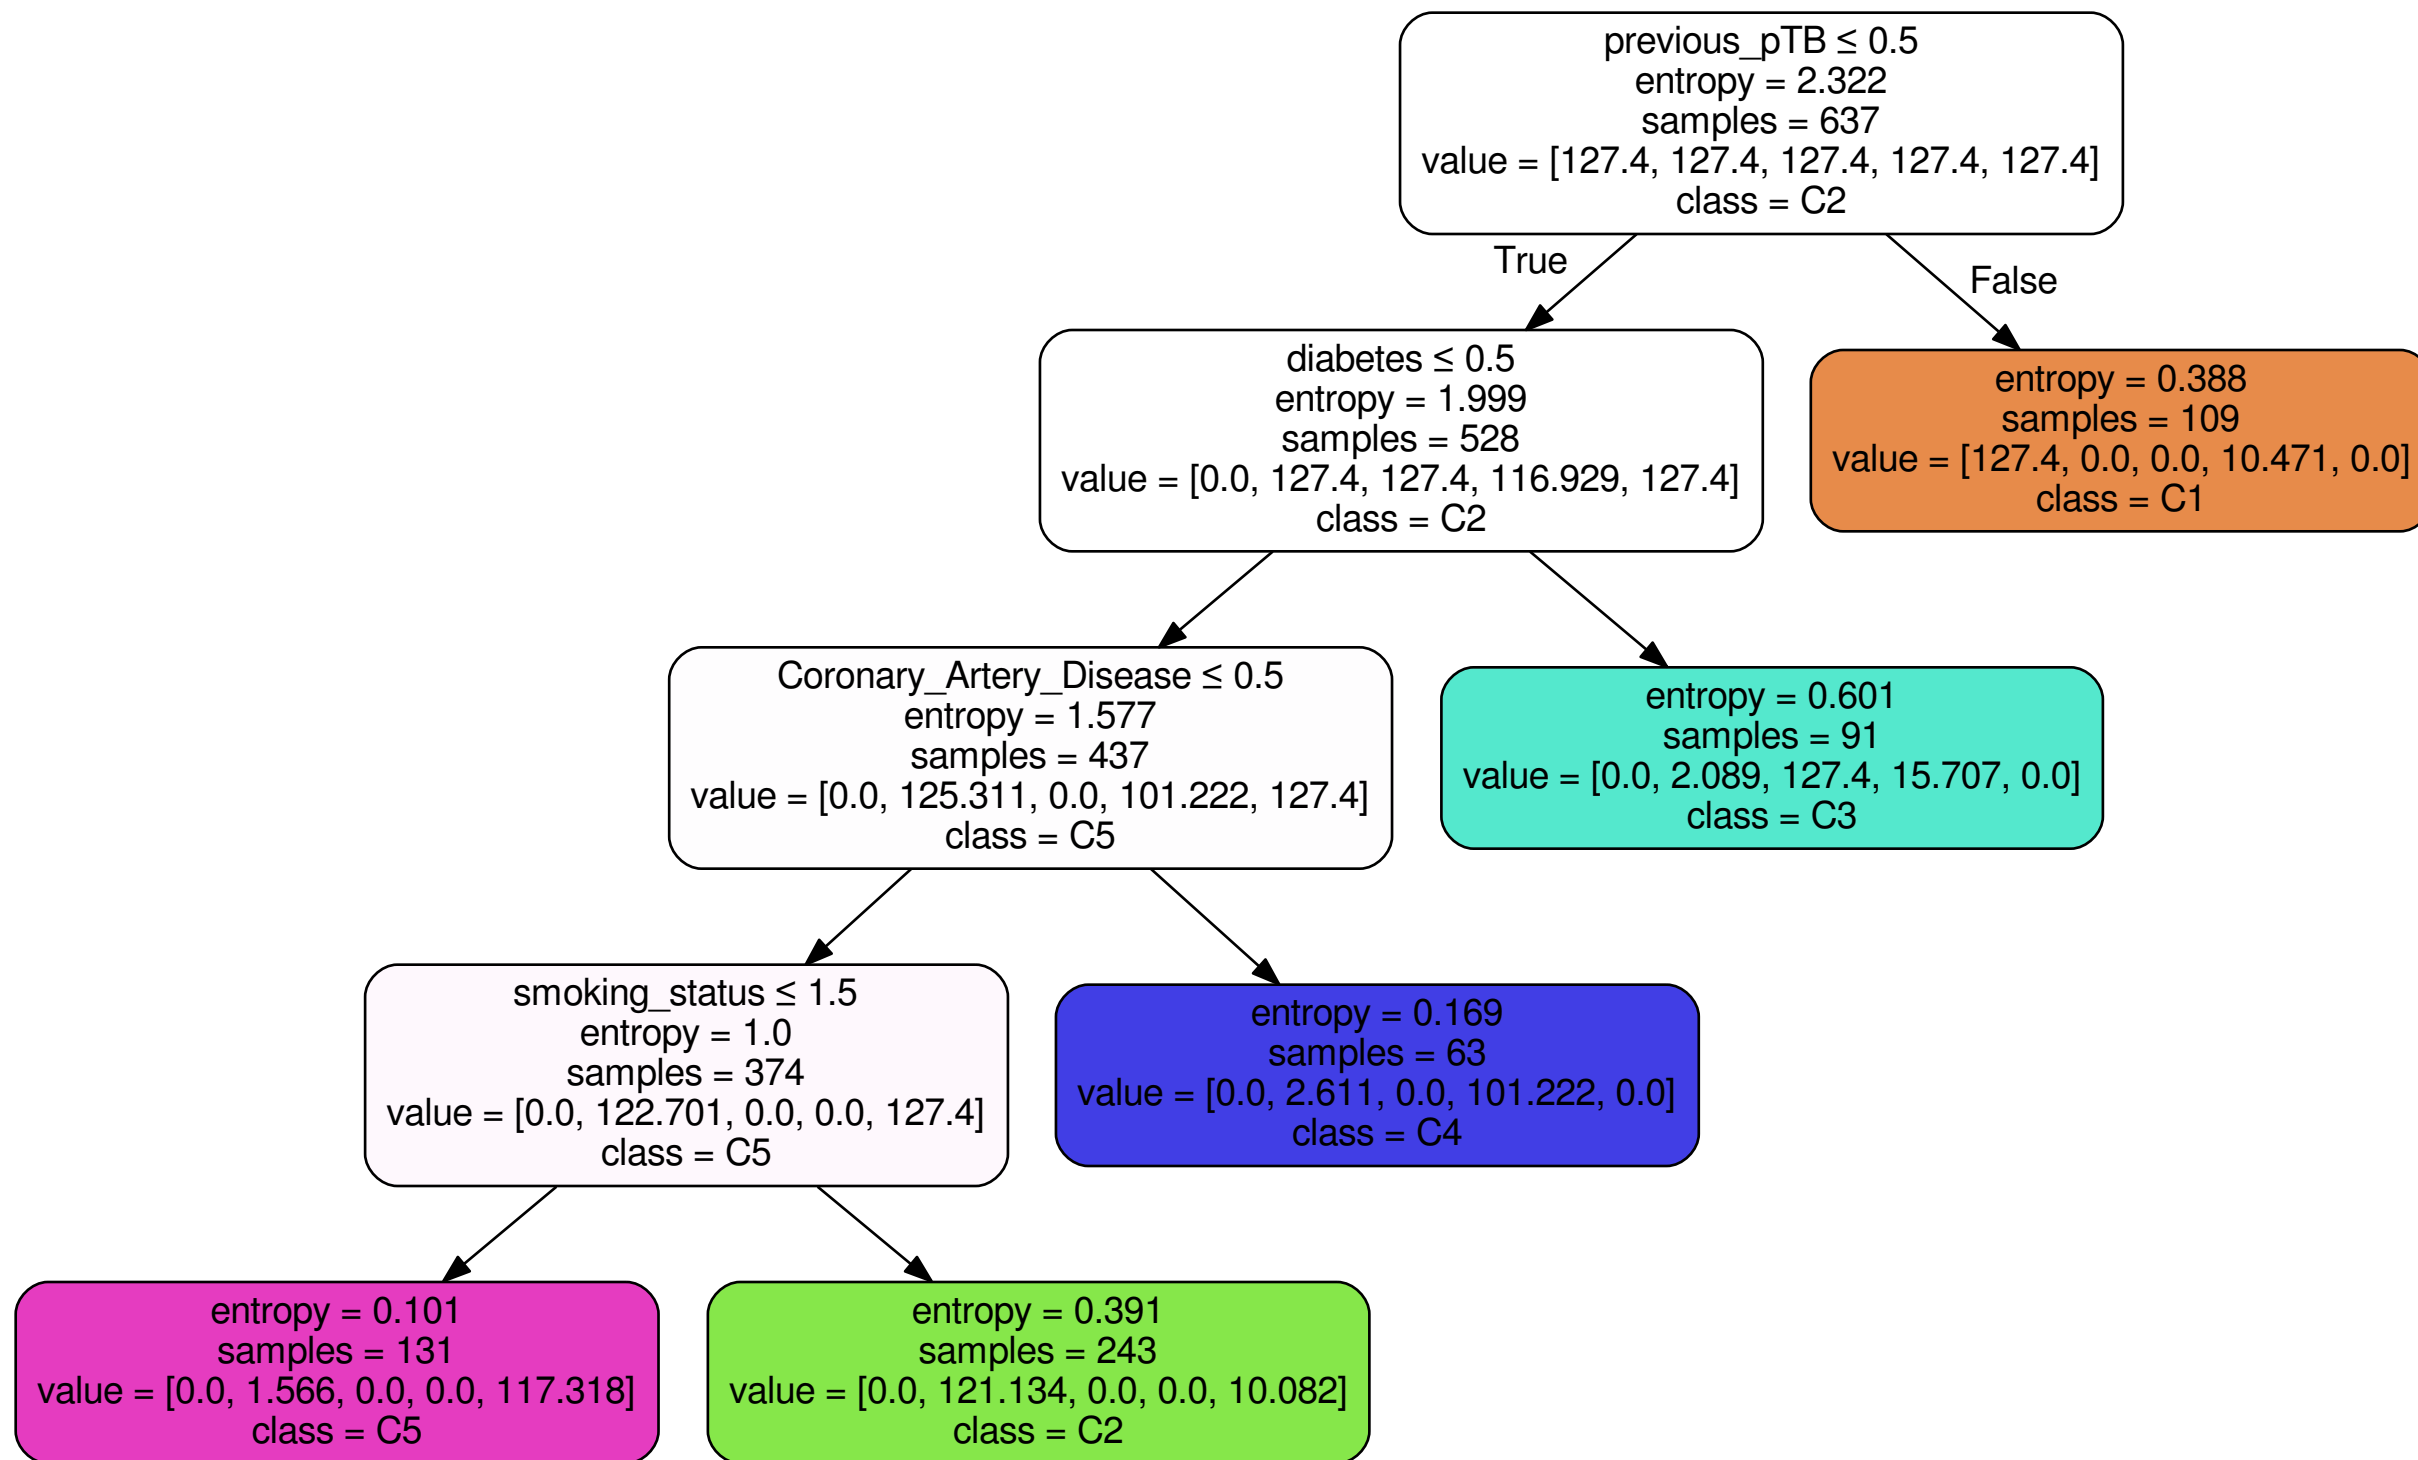 previous_pTB ≤ 0.5
entropy = 2.322
samples = 637
value = [127.4, 127.4, 127.4, 127.4, 127.4]
class = C2
True
False
diabetes ≤ 0.5
entropy = 1.999
samples = 528
value = [0.0, 127.4, 127.4, 116.929, 127.4]
class = C2
entropy = 0.388
samples = 109
value = [127.4, 0.0, 0.0, 10.471, 0.0]
class = C1
Coronary_Artery_Disease ≤ 0.5
entropy = 1.577
samples = 437
value = [0.0, 125.311, 0.0, 101.222, 127.4]
class = C5
entropy = 0.601
samples = 91
value = [0.0, 2.089, 127.4, 15.707, 0.0]
class = C3
smoking_status ≤ 1.5
entropy = 1.0
samples = 374
value = [0.0, 122.701, 0.0, 0.0, 127.4]
class = C5
entropy = 0.169
samples = 63
value = [0.0, 2.611, 0.0, 101.222, 0.0]
class = C4
entropy = 0.101
samples = 131
value = [0.0, 1.566, 0.0, 0.0, 117.318]
class = C5
entropy = 0.391
samples = 243
value = [0.0, 121.134, 0.0, 0.0, 10.082]
class = C2